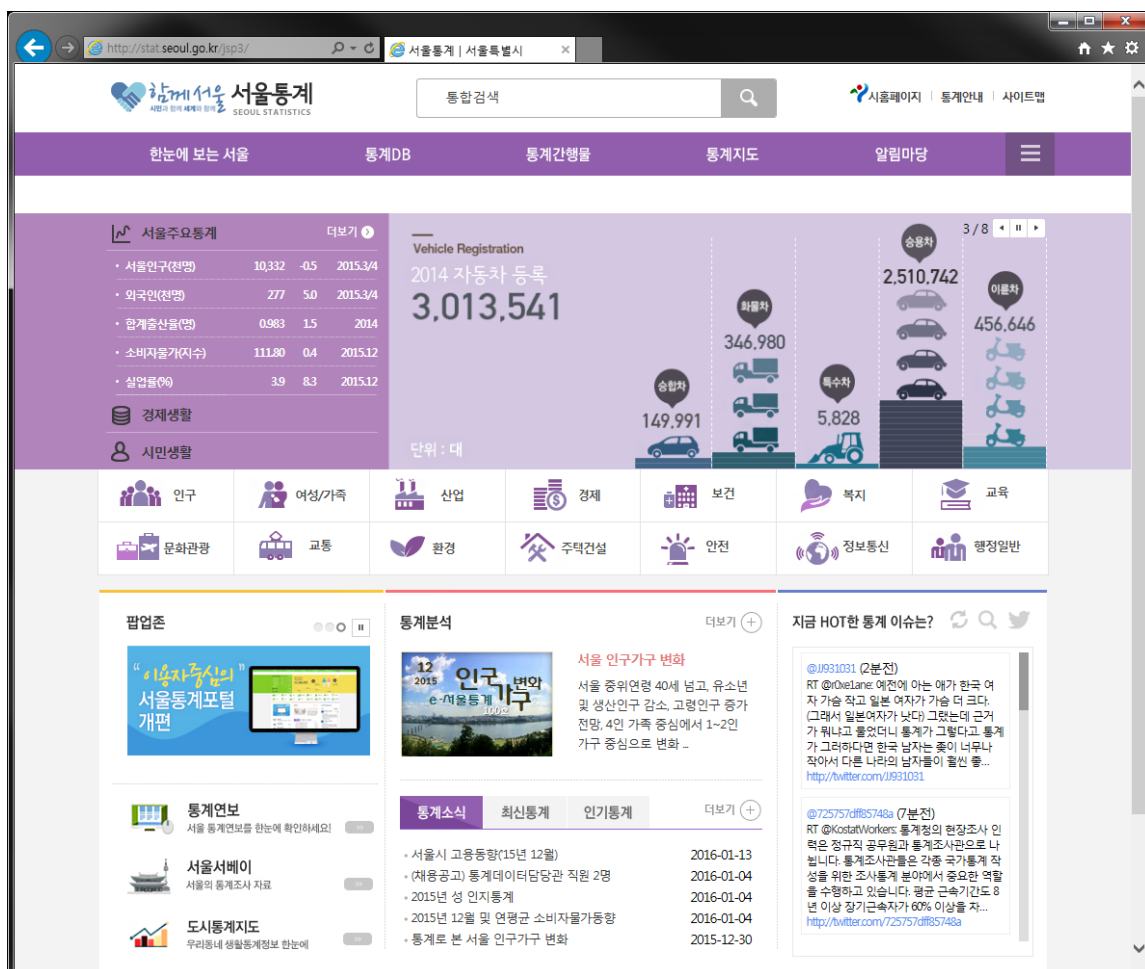 http://stat.seoul.go.kr/jsp3/
서울통계 | 서울특별시
함께서울 서울통계
시민과 함께 세계와 함께 SEOUL STATISTICS
통합검색
시홈페이지 통계안내 사이트맵
한눈에 보는 서울 통계DB 통계간행물 통계지도 알림마당
서울주요통계 더보기
서울인구(천명) 10,332 -0.5 2015.3/4
외국인(천명) 277 5.0 2015.3/4
합계출산율(명) 0.983 1.5 2014
소비자물가(지수) 111.80 0.4 2015.12
실업률(%) 3.9 8.3 2015.12
경제생활
시민생활
Vehicle Registration
2014 자동차 등록
3,013,541
단위 : 대
3 / 8
승합차
149,991
화물차
346,980
특수차
5,828
승용차
2,510,742
이륜차
456,646
인구 여성/가족 산업 경제 보건 복지 교육
문화관광 교통 환경 주택건설 안전 정보통신 행정일반
팝업존
“이용자중심의”
서울통계포털
개편
통계연보
서울 통계연보를 한눈에 확인하세요!
서울서베이
서울의 통계조사 자료
도시통계지도
우리동네 생활통계정보 한눈에
통계분석 더보기
12
2015
인구
가구
변화
e-서울통계
서울 인구가구 변화
서울 중위연령 40세 넘고, 유소년
및 생산인구 감소, 고령인구 증가
전망, 4인 가족 중심에서 1~2인
가구 중심으로 변화 ..
통계소식 최신통계 인기통계 더보기
서울시 고용동향('15년 12월) 2016-01-13
(채용공고) 통계데이터담당관 직원 2명 2016-01-04
2015년 성 인지통계 2016-01-04
2015년 12월 및 연평균 소비자물가동향 2016-01-04
통계로 본 서울 인구가구 변화 2015-12-30
지금 HOT한 통계 이슈는?
@JJ931031 (2분전)
RT @r0xe1ane: 예전에 아는 애가 한국 여
자 가슴 작고 일본 여자가 가슴 더 크다.
(그래서 일본여자가 낫다) 그랬는데 근거
가 뭐냐고 물었더니 통계가 그렇다고. 통계
가 그러하다면 한국 남자는 좆이 너무나
작아서 다른 나라의 남자들이 훨씬 좋...
http://twitter.com/JJ931031
@725757dff85748a (7분전)
RT @KostatWorkers: 통계청의 현장조사 인
력은 정규직 공무원과 통계조사관으로 나
뉩니다. 통계조사관들은 각종 국가통계 작
성을 위한 조사통계 분야에서 중요한 역할
을 수행하고 있습니다. 평균 근속기간도 8
년 이상 장기근속자가 60% 이상을 차...
http://twitter.com/725757dff85748a